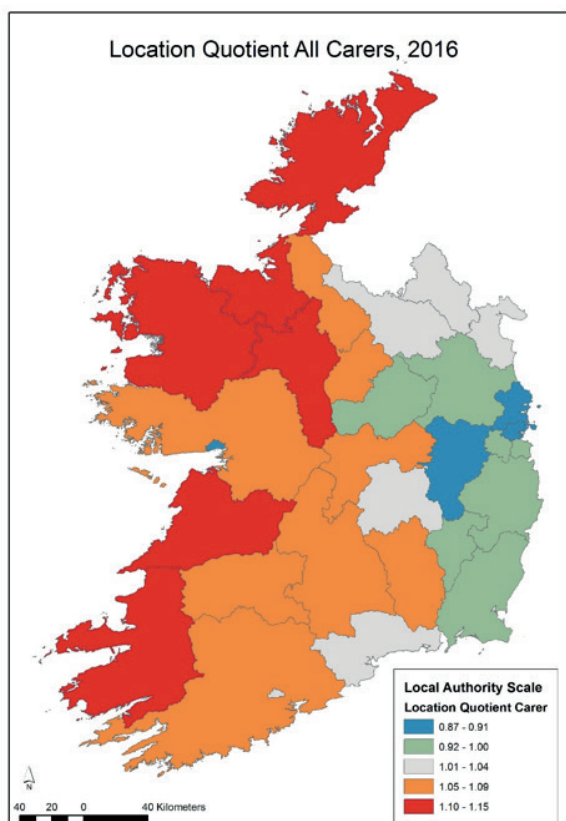 Location Quotient All Carers, 2016
Local Authority Scale
Location Quotient Carer
0.87 - 0.91
0.92 - 1.00
1.01 - 1.04
1.05 - 1.09
1.10 - 1.15
N
40 20 0 40 Kilometers